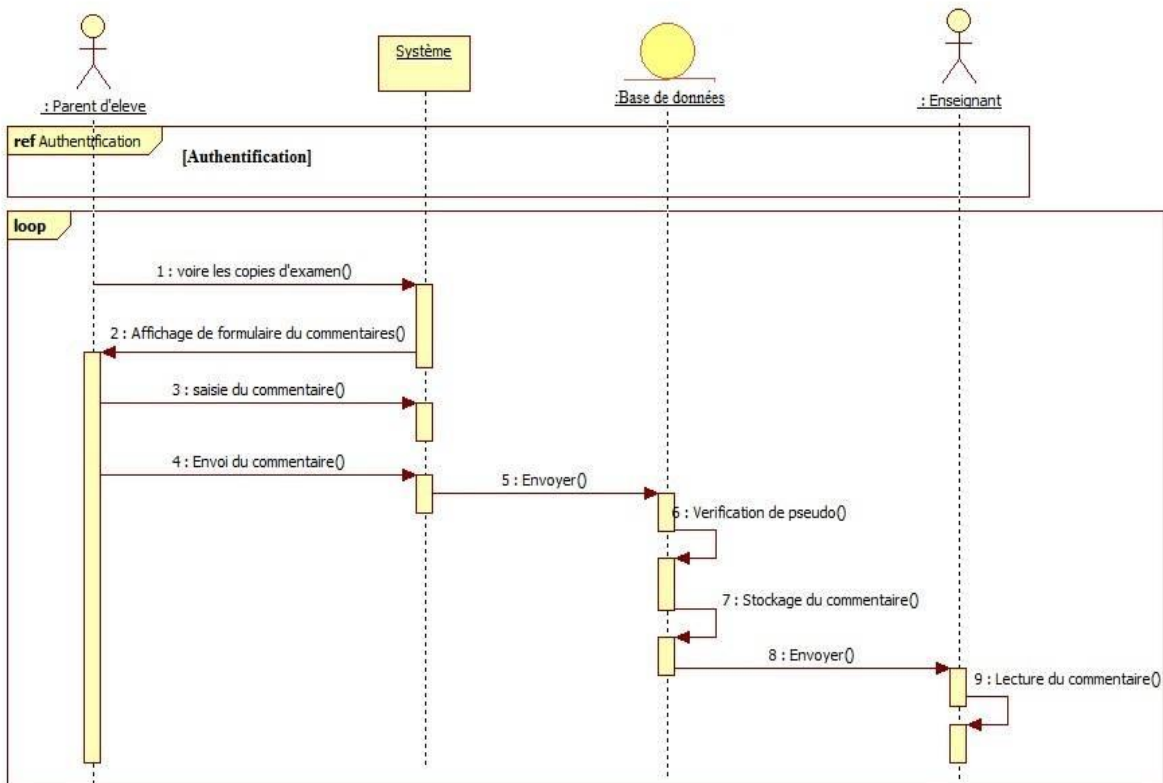 Système
: Parent d'eleve
:Base de données
: Enseignant
ref Authentification
[Authentification]
loop
1 : voire les copies d'examen()
2 : Affichage de formulaire du commentaires()
3 : saisie du commentaire()
4 : Envoi du commentaire()
5 : Envoyer()
6 : Verification de pseudo()
7 : Stockage du commentaire()
8 : Envoyer()
9 : Lecture du commentaire()